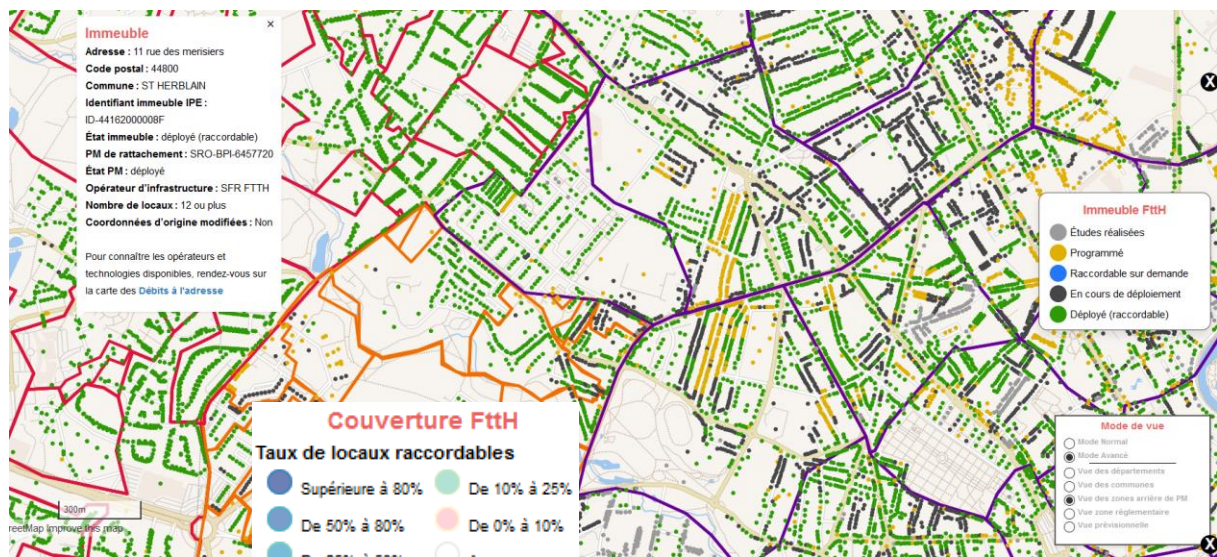 ×
Immeuble
Adresse : 11 rue des merisiers
Code postal : 44800
Commune : ST HERBLAIN
Identifiant immeuble IPE :
ID-44162000008F
État immeuble : déployé (raccordable)
PM de rattachement : SRO-BPI-6457720
État PM : déployé
Opérateur d'infrastructure : SFR FTTH
Nombre de locaux : 12 ou plus
Coordonnées d'origine modifiées : Non
Pour connaître les opérateurs et
technologies disponibles, rendez-vous sur
la carte des Débits à l'adresse
X
Immeuble FttH
Études réalisées
Programmé
Raccordable sur demande
En cours de déploiement
Déployé (raccordable)
Couverture FttH
Taux de locaux raccordables
Supérieure à 80% De 10% à 25%
De 50% à 80% De 0% à 10%
Mode de vue
Mode Normal
Mode Avancé
Vue des départements
Vue des communes
Vue des zones arrière de PM
Vue zone réglementaire
Vue prévisionnelle
X
300m
reetMap Improve this map